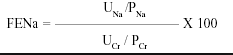 U_Na /P_Na
FENa = ——————— X 100
U_Cr / P_Cr